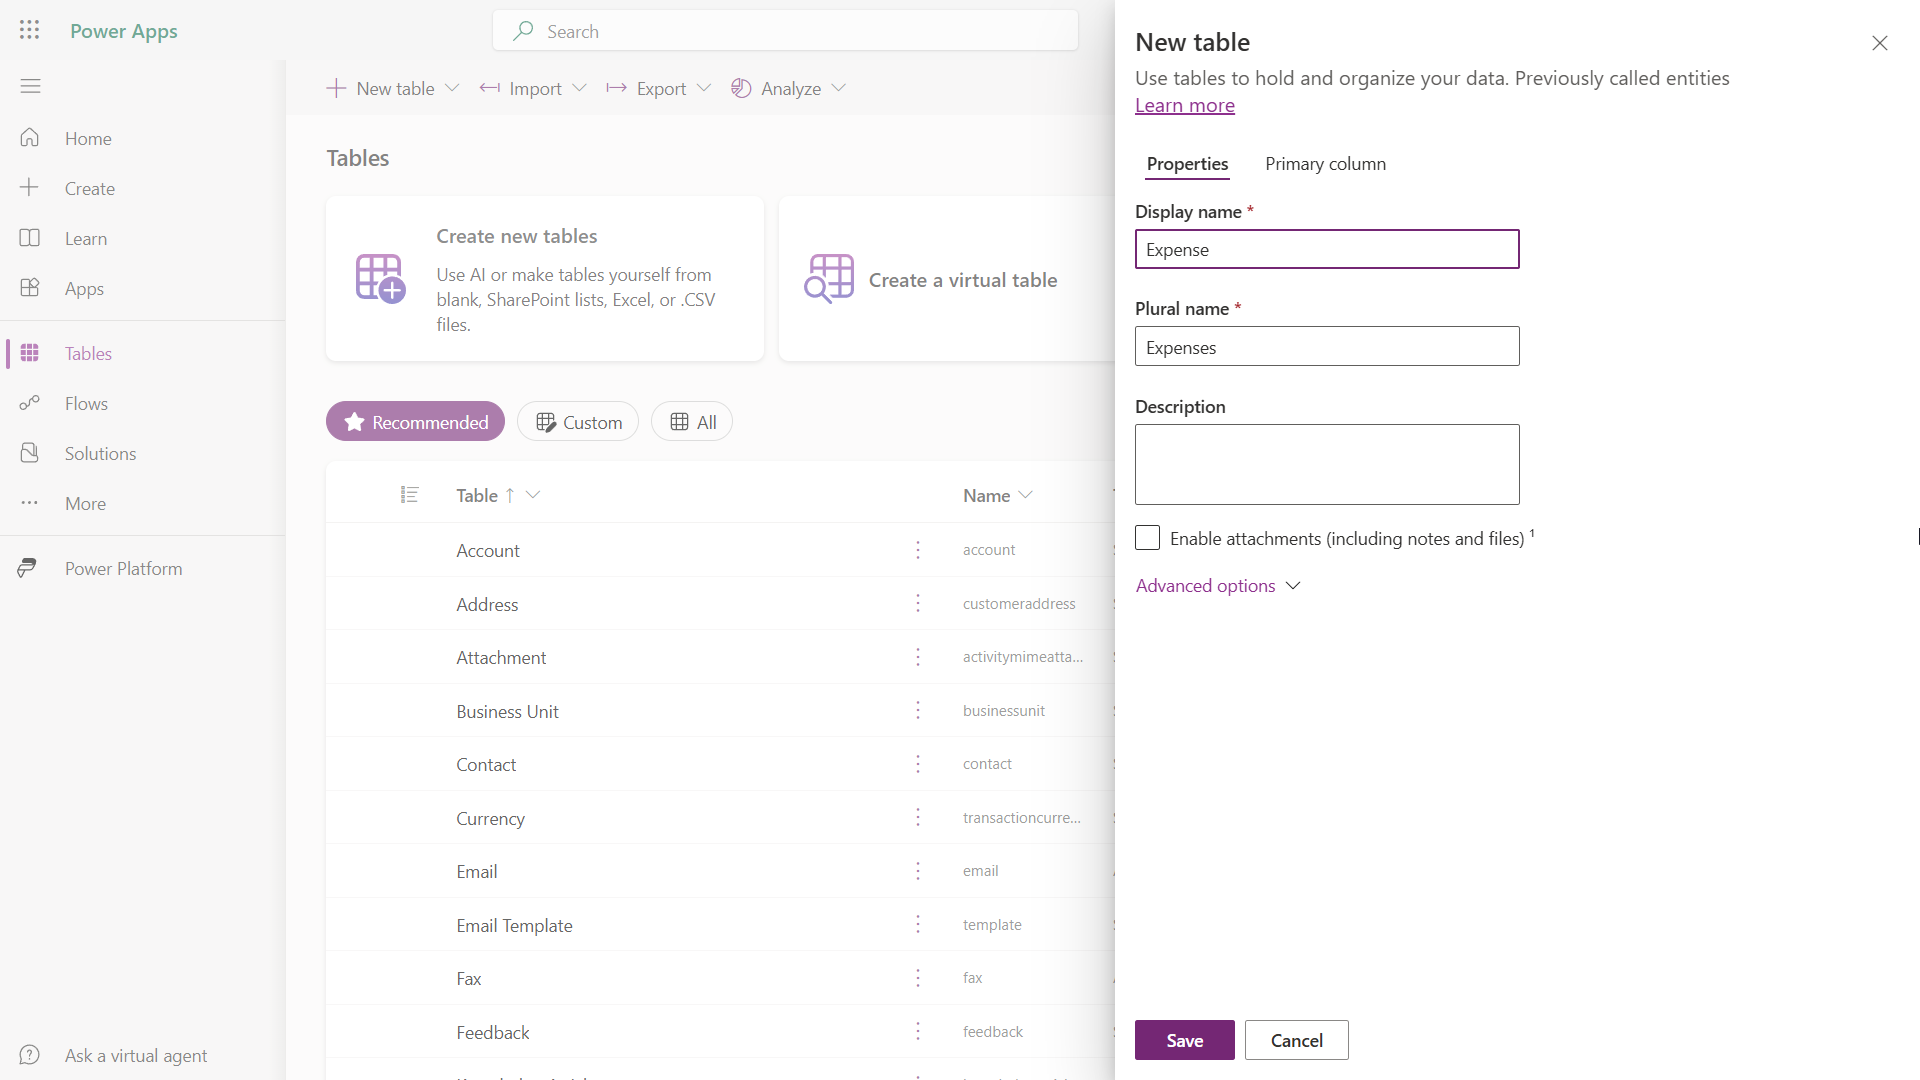 Power Apps
Search
Home
Create
Learn
Apps
Tables
Flows
Solutions
More
Power Platform
Ask a virtual agent
New table
Import
Export
Analyze
Tables
Create new tables
Use AI or make tables yourself from
blank, SharePoint lists, Excel, or .CSV
files.
Create a virtual table
Recommended
Custom
All
Table ↑
Name
Account
account
Address
customeraddress
Attachment
activitymimeatta...
Business Unit
businessunit
Contact
contact
Currency
transactioncurre...
Email
email
Email Template
template
Fax
fax
Feedback
feedback
New table
Use tables to hold and organize your data. Previously called entities
Learn more
Properties
Primary column
Display name *
Expense
Plural name *
Expenses
Description
Enable attachments (including notes and files) ¹
Advanced options
Save
Cancel